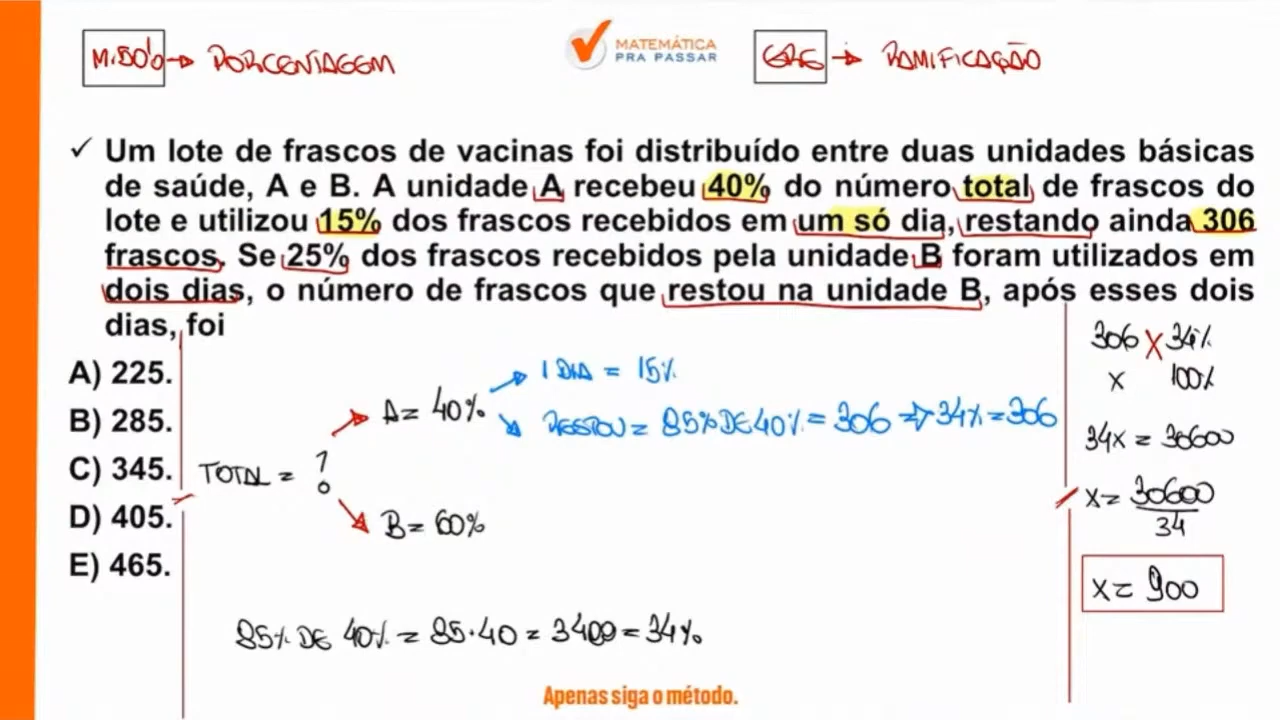 M.50% → PORCENTAGEM
MATEMÁTICA
PRA PASSAR
→ RAMIFICAÇÃO
✓ Um lote de frascos de vacinas foi distribuído entre duas unidades básicas
de saúde, A e B. A unidade A recebeu 40% do número total de frascos do
lote e utilizou 15% dos frascos recebidos em um só dia, restando ainda 306
frascos. Se 25% dos frascos recebidos pela unidade B foram utilizados em
dois dias, o número de frascos que restou na unidade B, após esses dois
dias, foi
A) 225.
B) 285.
C) 345.
D) 405.
E) 465.
TOTAL = ?
A = 40%
1 DIA = 15%
RESTOU = 85% DE 40% = 306 ⇒ 34% = 306
B = 60%
85% DE 40% = 85·40 = 3400 = 34%
306 X 34%
x 100%
34x = 30600
x = 30600
34
x = 900
Apenas siga o método.